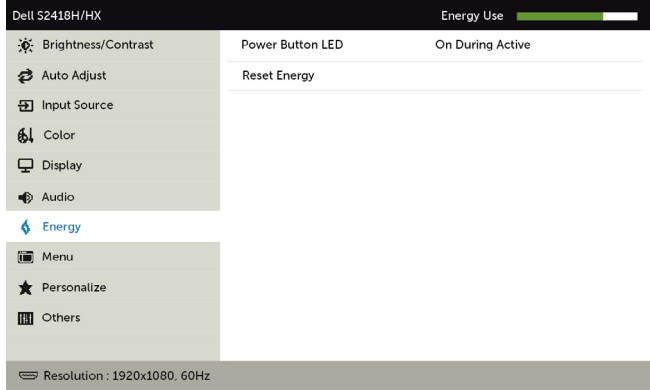 Dell S2418H/HX Energy Use
Brightness/Contrast Power Button LED On During Active
Auto Adjust Reset Energy
Input Source
Color
Display
Audio
Energy
Menu
Personalize
Others
Resolution : 1920x1080, 60Hz